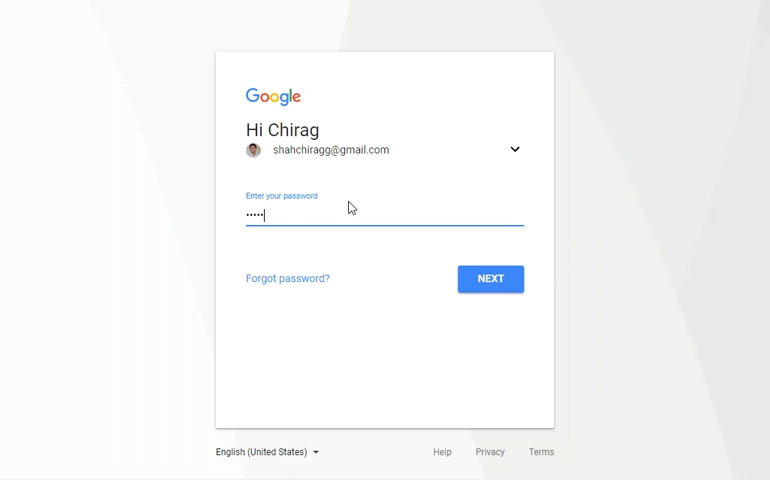 Google
Hi Chirag
shahchiragg@gmail.com
Enter your password
•••••
Forgot password?
NEXT
English (United States)
Help Privacy Terms